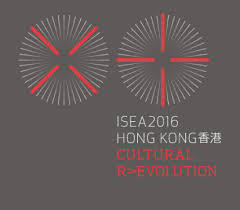 ISEA2016
HONG KONG香港
CULTURAL
R>EVOLUTION